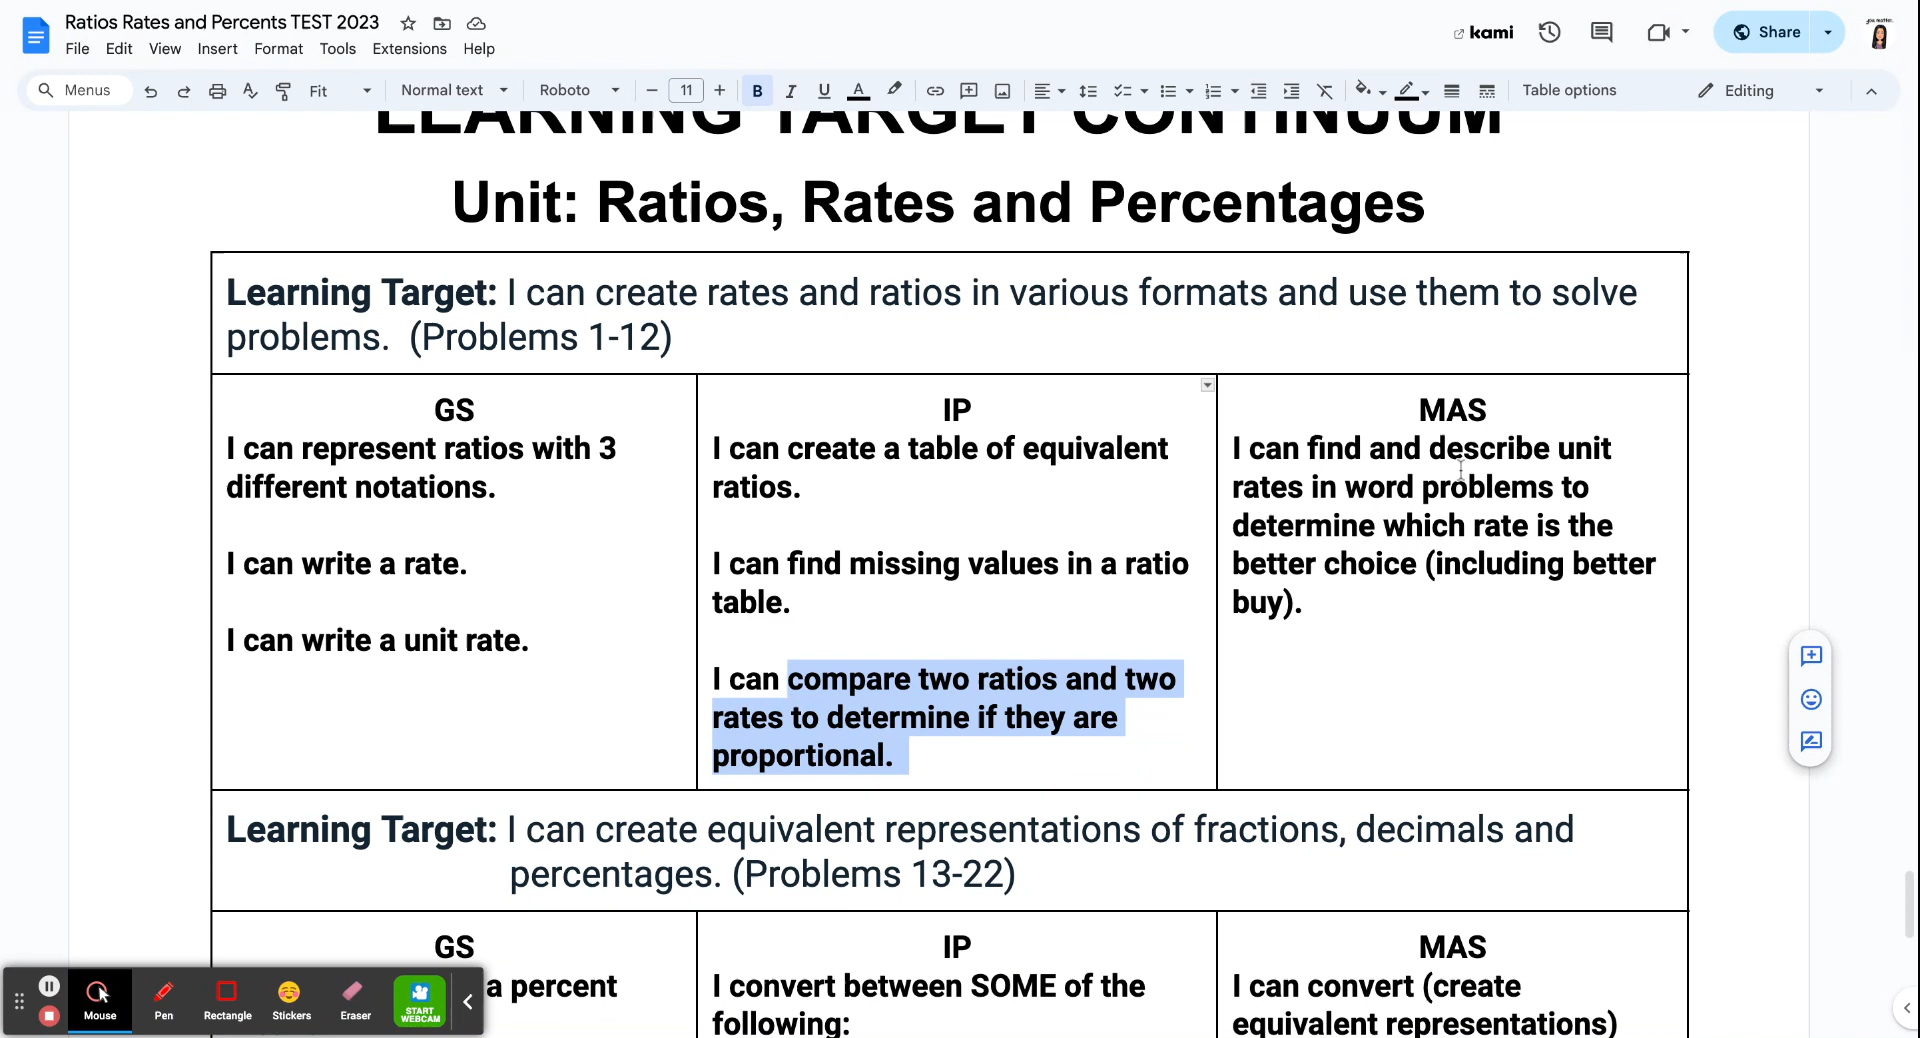 Ratios Rates and Percents TEST 2023
File Edit View Insert Format Tools Extensions Help
kami
Share
Menus
Fit
Normal text
Roboto
11
B I U A
Table options
Editing
LEARNING TARGET CONTINUUM
Unit: Ratios, Rates and Percentages
Learning Target: I can create rates and ratios in various formats and use them to solve
problems. (Problems 1-12)
GS
I can represent ratios with 3
different notations.
I can write a rate.
I can write a unit rate.
IP
I can create a table of equivalent
ratios.
I can find missing values in a ratio
table.
I can compare two ratios and two
rates to determine if they are
proportional.
MAS
I can find and describe unit
rates in word problems to
determine which rate is the
better choice (including better
buy).
Learning Target: I can create equivalent representations of fractions, decimals and
percentages. (Problems 13-22)
GS
a percent
IP
I convert between SOME of the
following:
MAS
I can convert (create
equivalent representations)
Mouse
Pen
Rectangle
Stickers
Eraser
START
WEBCAM